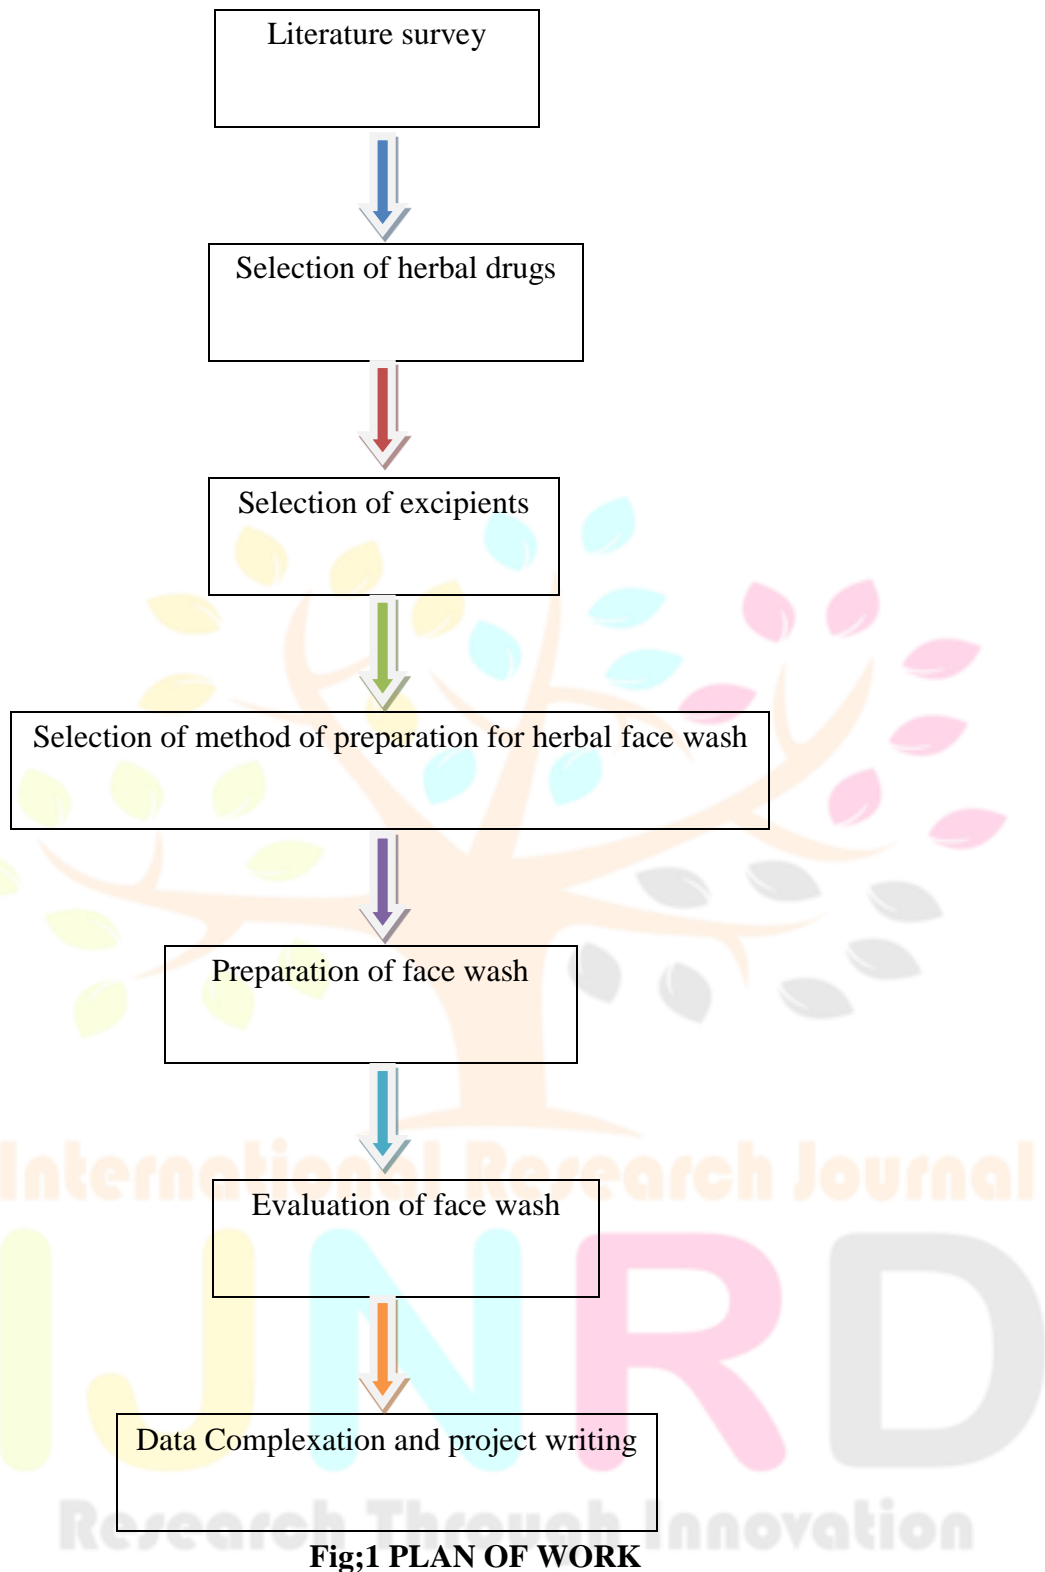 Literature survey
Selection of herbal drugs
Selection of excipients
Selection of method of preparation for herbal face wash
Preparation of face wash
International Research Journal
Evaluation of face wash
IJNRD
Data Complexation and project writing
Research Through Innovation
Fig;1 PLAN OF WORK